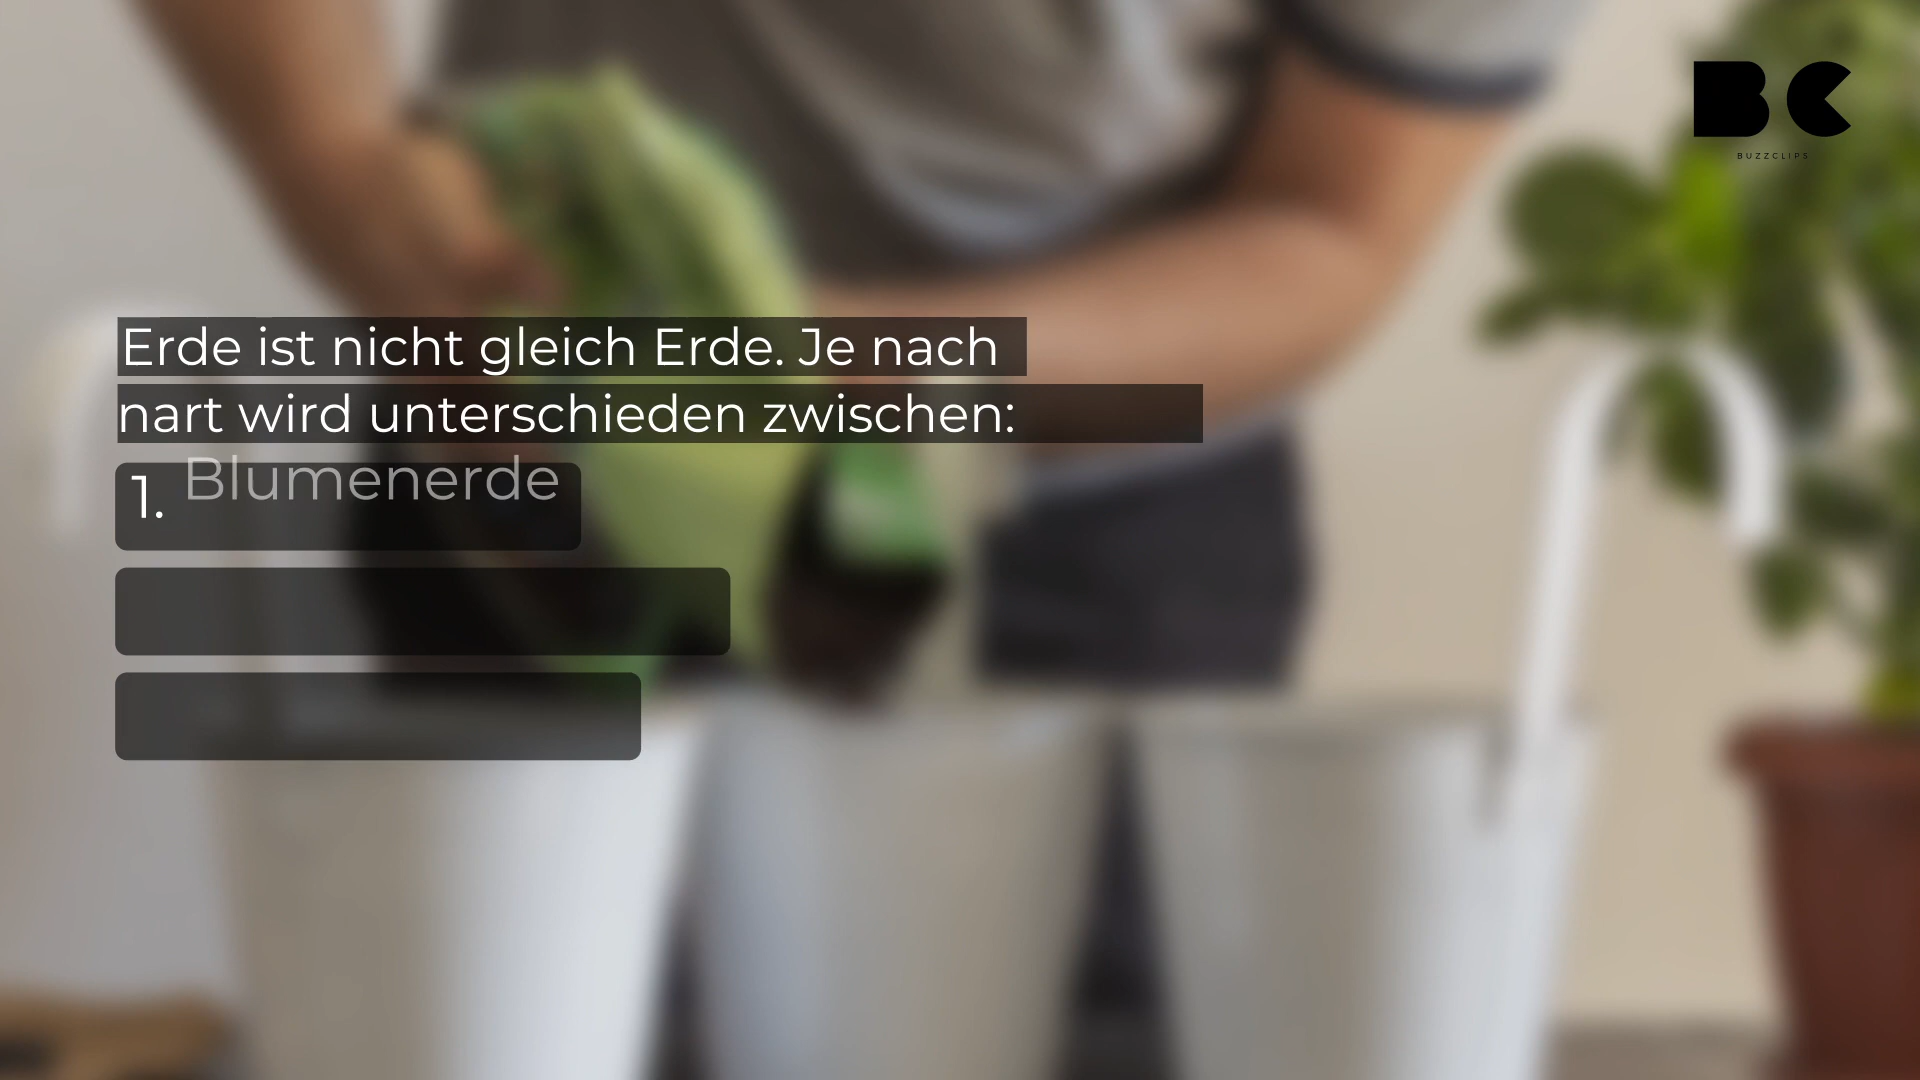 BC
BUZZCLIPS
Erde ist nicht gleich Erde. Je nach
nart wird unterschieden zwischen:
1. Blumenerde